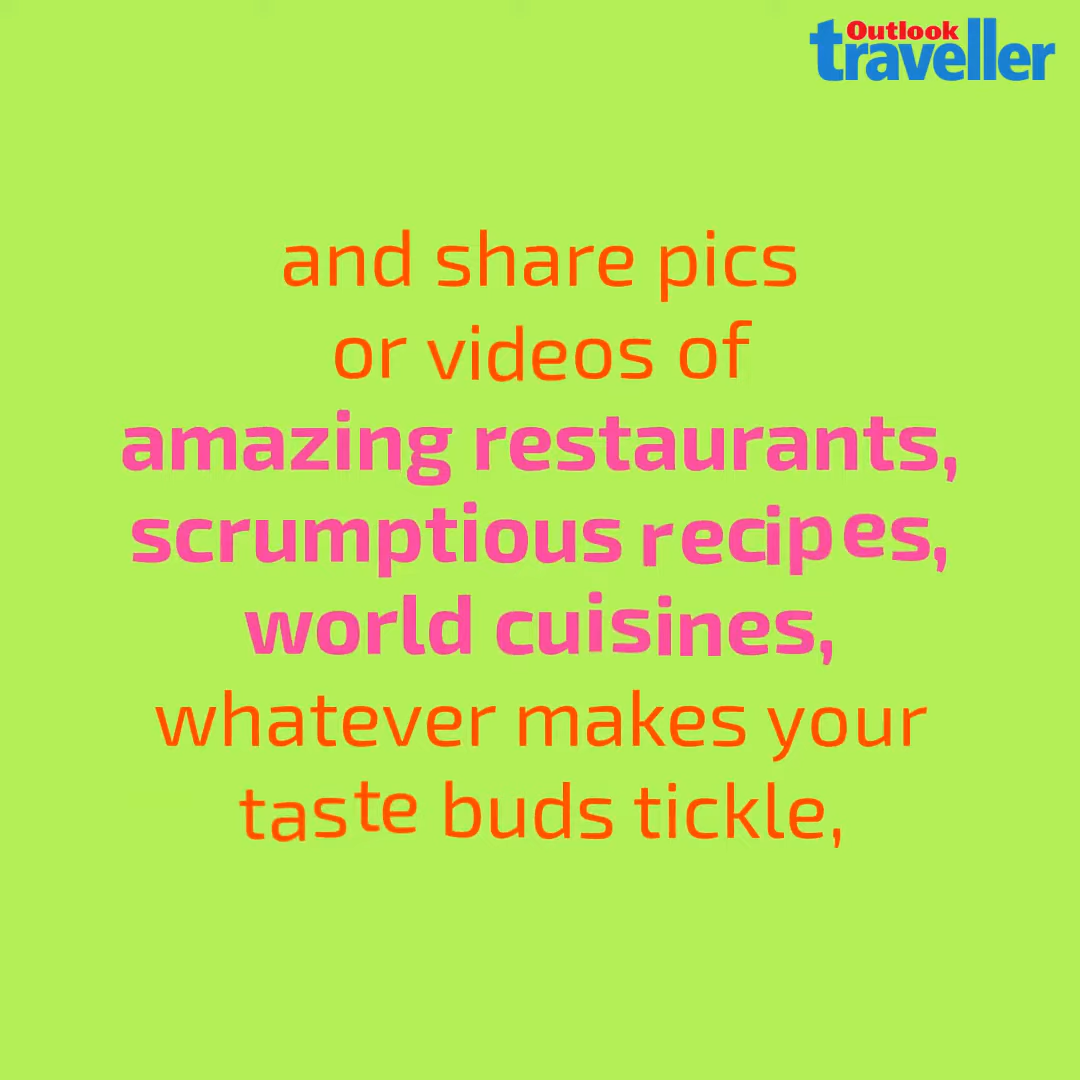 Outlook
traveller
and share pics
or videos of
amazing restaurants,
scrumptious recipes,
world cuisines,
whatever makes your
taste buds tickle,